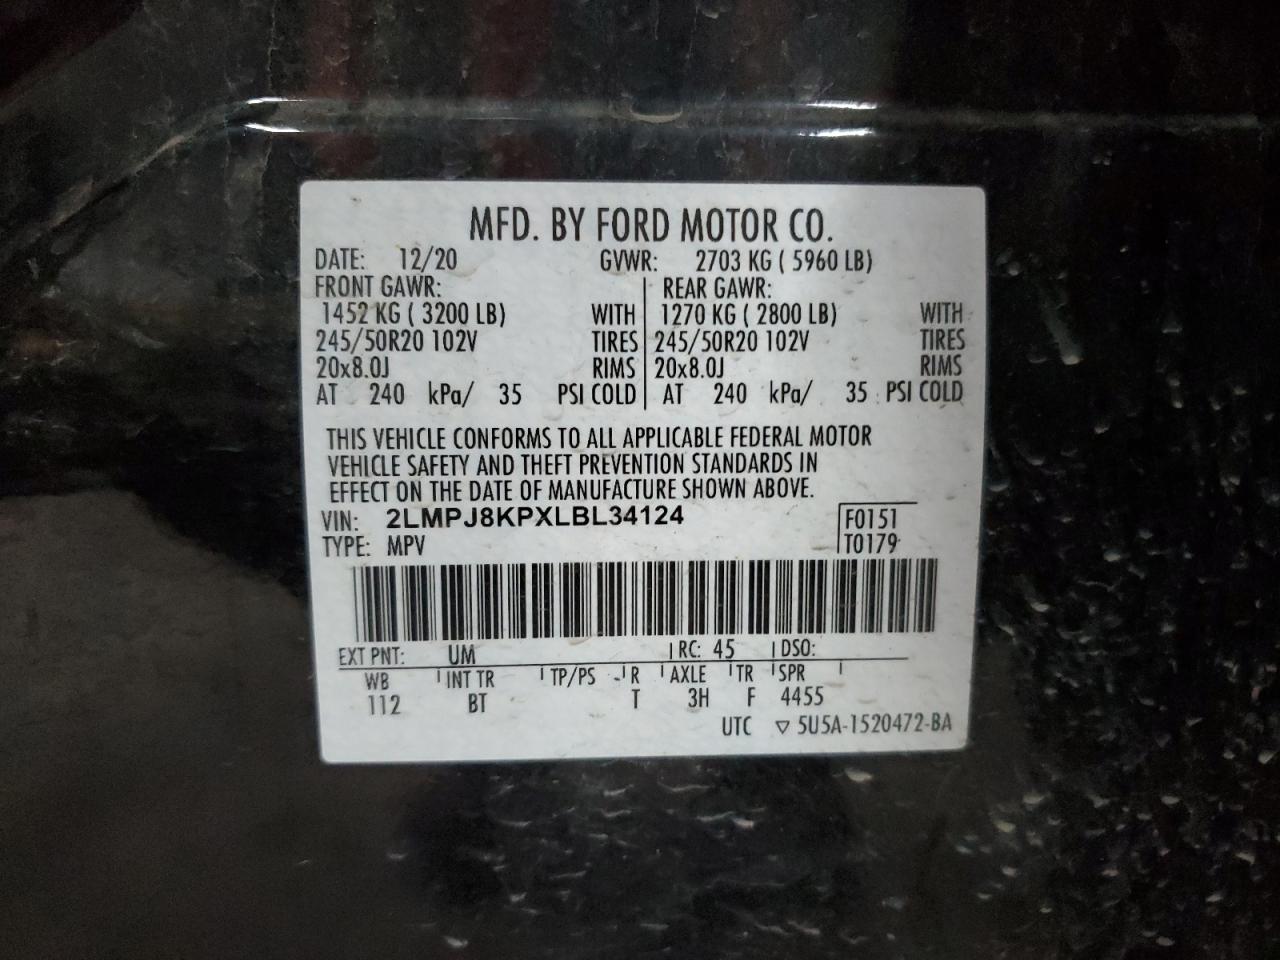 MFD. BY FORD MOTOR CO.
DATE: 12/20 GVWR: 2703 KG ( 5960 LB)
FRONT GAWR: REAR GAWR:
1452 KG ( 3200 LB) WITH 1270 KG ( 2800 LB) WITH
245/50R20 102V TIRES 245/50R20 102V TIRES
20x8.0J RIMS 20x8.0J RIMS
AT 240 kPa/ 35 PSI COLD AT 240 kPa/ 35 PSI COLD
THIS VEHICLE CONFORMS TO ALL APPLICABLE FEDERAL MOTOR
VEHICLE SAFETY AND THEFT PREVENTION STANDARDS IN
EFFECT ON THE DATE OF MANUFACTURE SHOWN ABOVE.
VIN: 2LMPJ8KPXLBL34124 F0151
TYPE: MPV T0179
EXT PNT: UM RC: 45 DSO:
WB INT TR TP/PS R AXLE TR SPR
112 BT T 3H F 4455
UTC ▽ 5U5A-1520472-BA